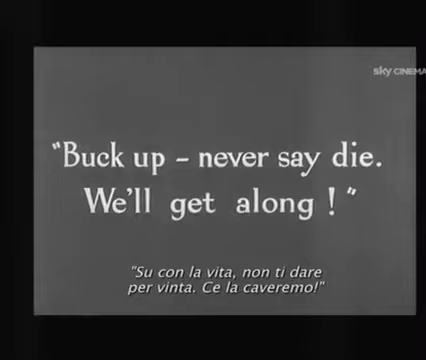 sky CINEMA
"Buck up – never say die.
We'll get along!"
"Su con la vita, non ti dare
per vinta. Ce la caveremo!"